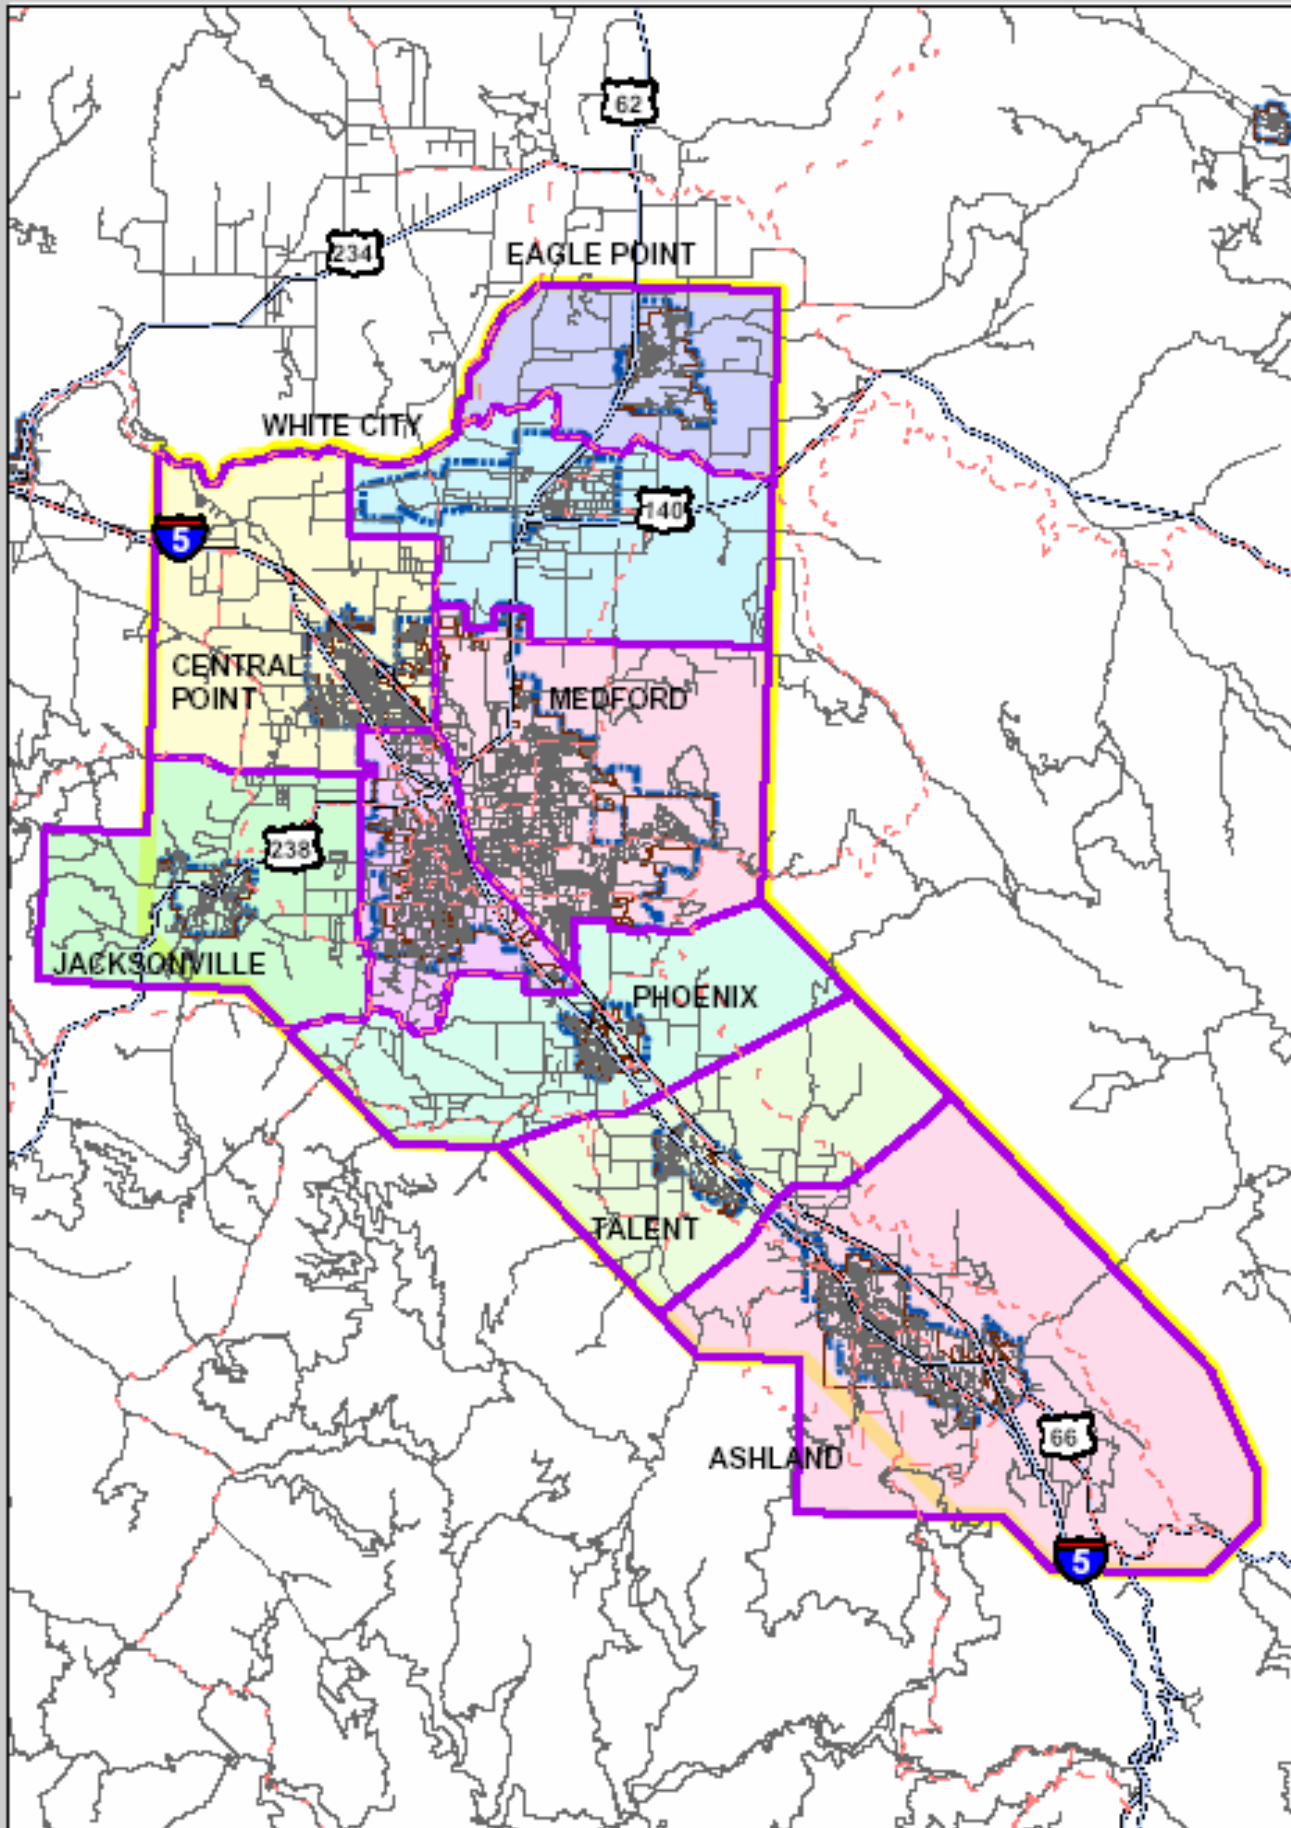 62
234
EAGLE POINT
WHITE CITY
140
5
CENTRAL
POINT
MEDFORD
238
JACKSONVILLE
PHOENIX
TALENT
66
ASHLAND
5